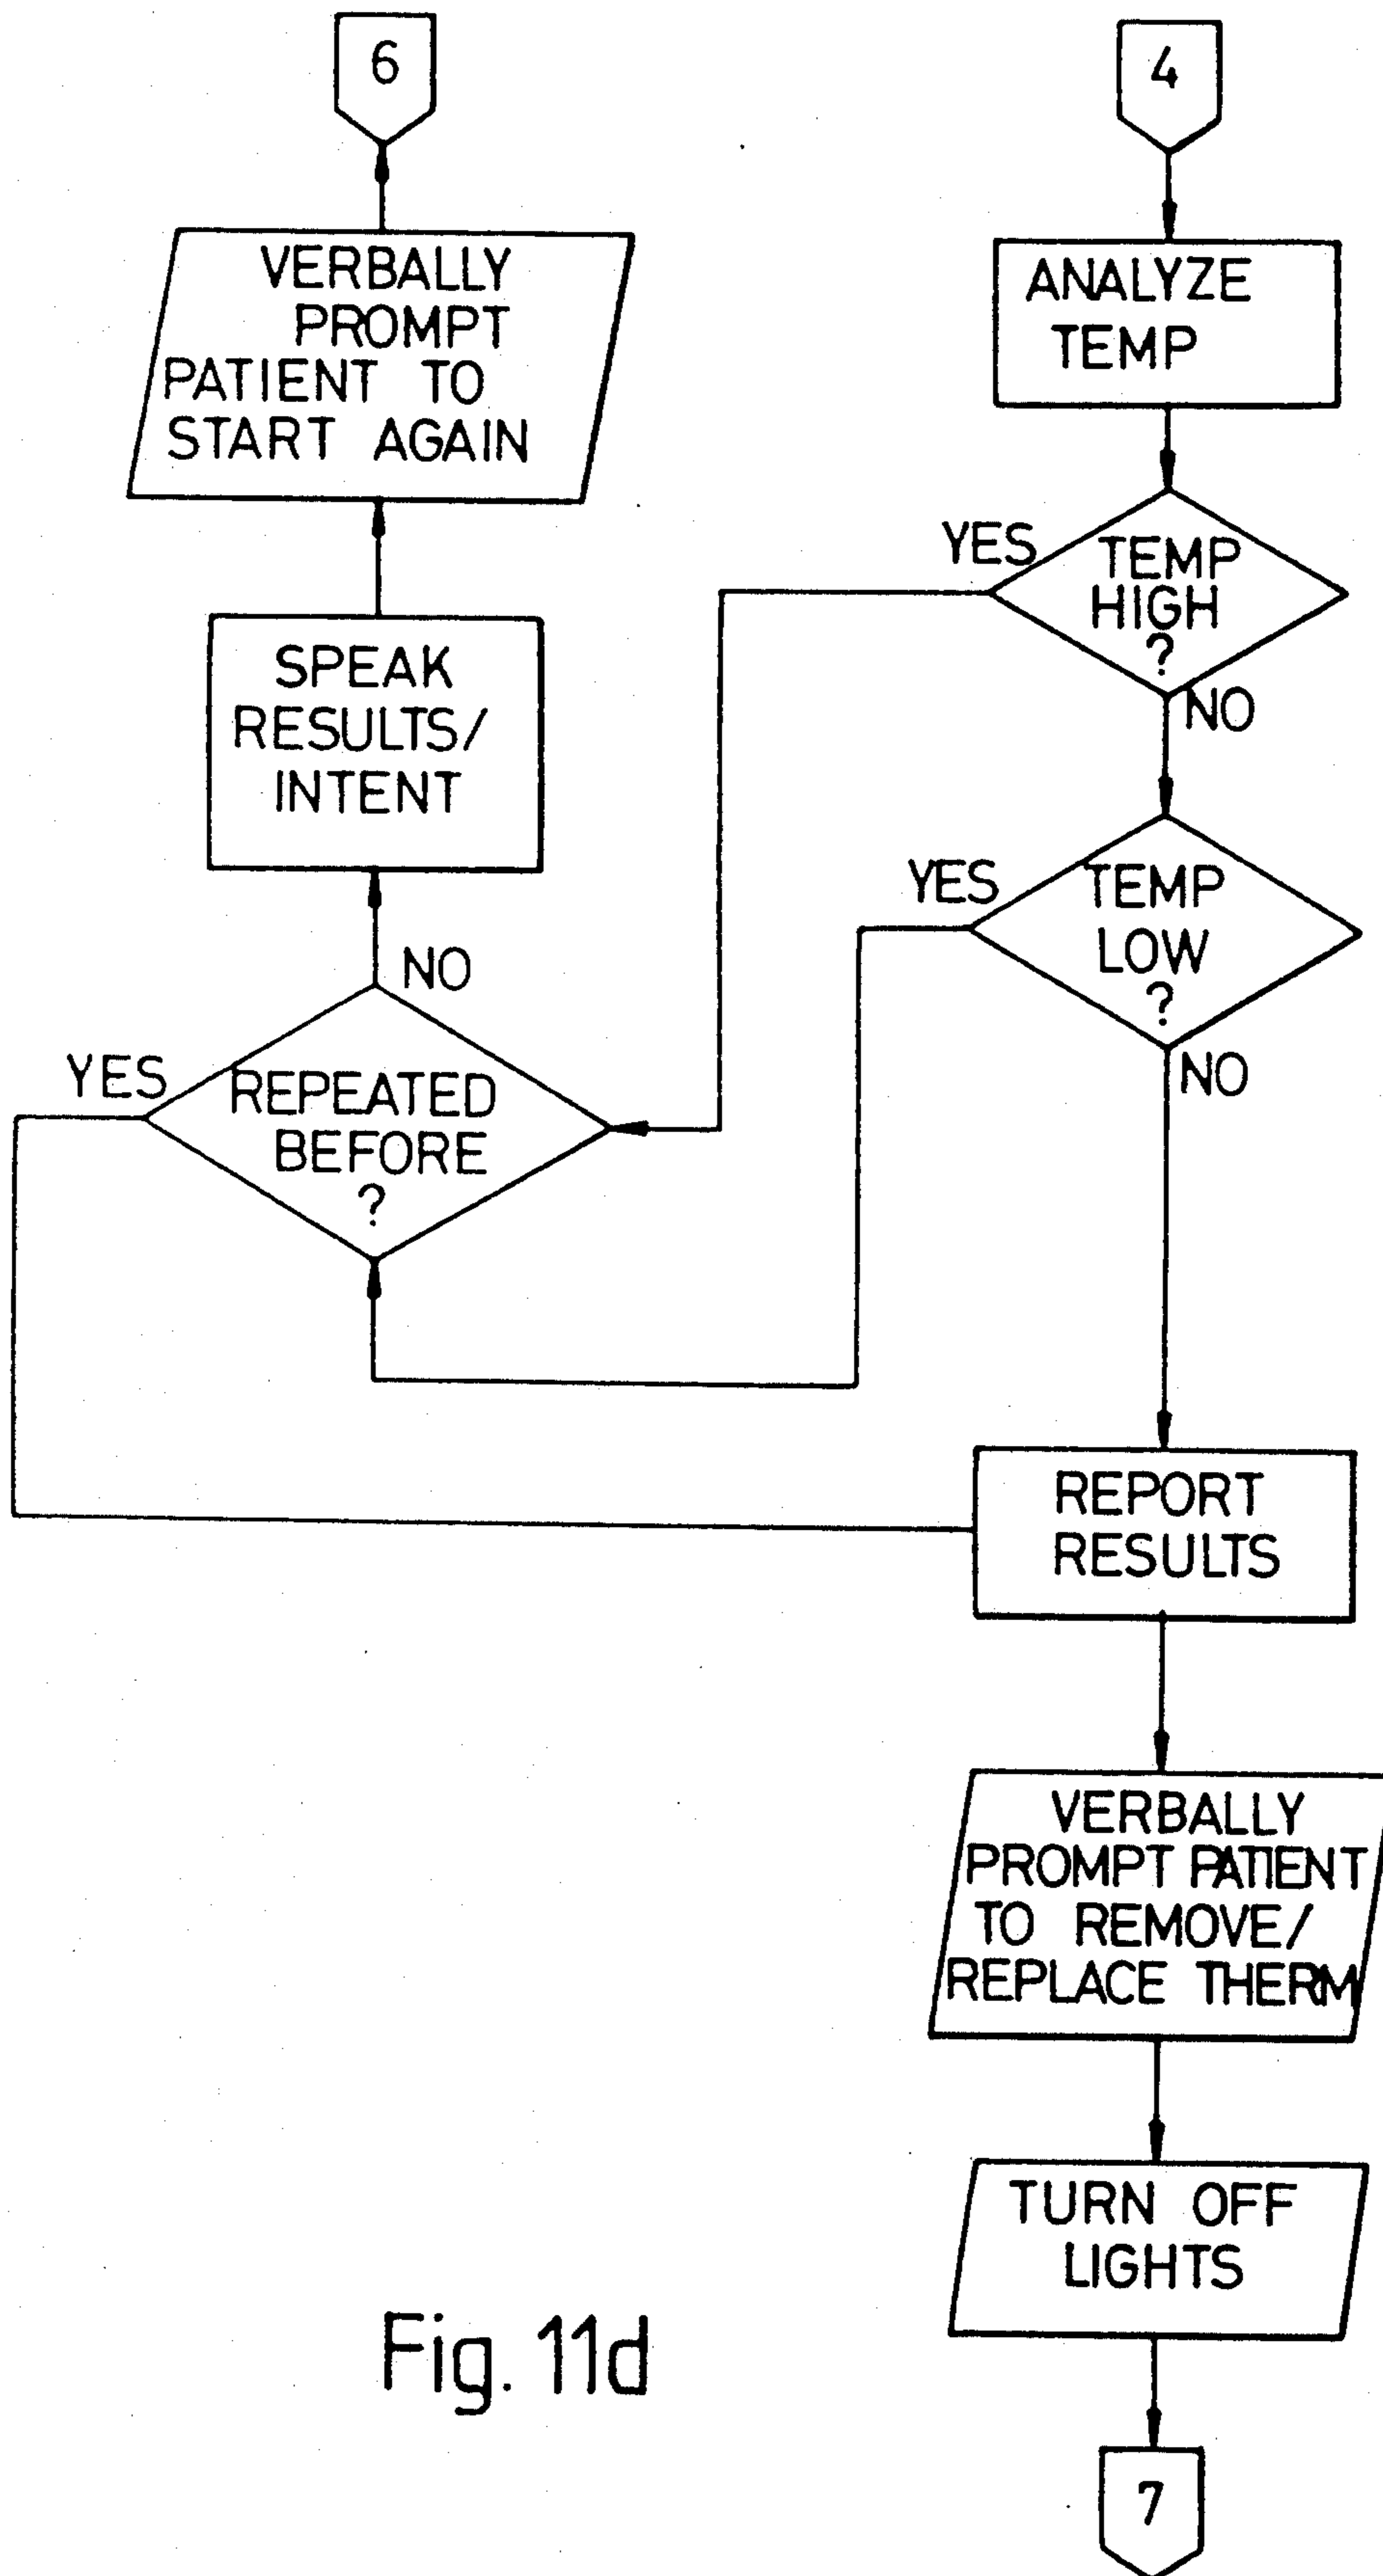 6
VERBALLY
PROMPT
PATIENT TO
START AGAIN
SPEAK
RESULTS/
INTENT
NO
YES
REPEATED
BEFORE
?
4
ANALYZE
TEMP
YES
TEMP
HIGH
?
NO
YES
TEMP
LOW
?
NO
REPORT
RESULTS
VERBALLY
PROMPT PATIENT
TO REMOVE/
REPLACE THERM
TURN OFF
LIGHTS
7
Fig. 11d